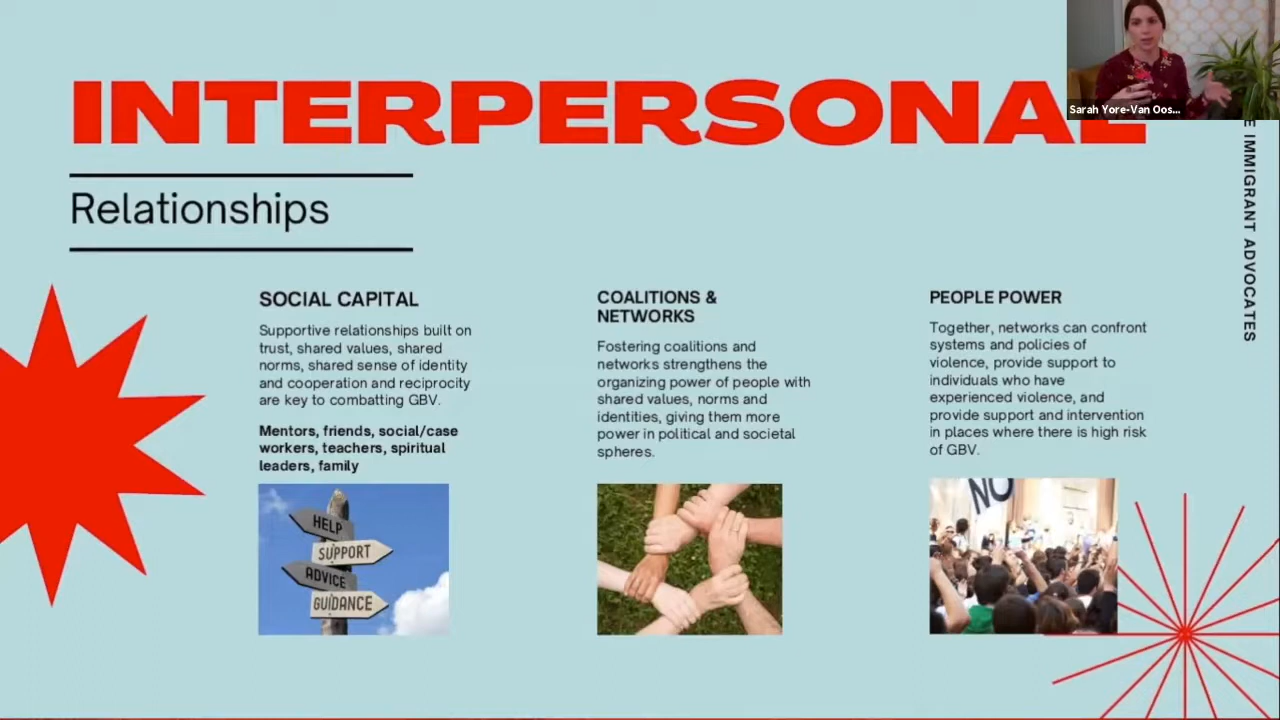 INTERPERSONAL
Sarah Yore-Van Oos...
Relationships
IMMIGRANT ADVOCATES
SOCIAL CAPITAL
Supportive relationships built on
trust, shared values, shared
norms, shared sense of identity
and cooperation and reciprocity
are key to combatting GBV.
Mentors, friends, social/case
workers, teachers, spiritual
leaders, family
HELP
SUPPORT
ADVICE
GUIDANCE
COALITIONS &
NETWORKS
Fostering coalitions and
networks strengthens the
organizing power of people with
shared values, norms and
identities, giving them more
power in political and societal
spheres.
PEOPLE POWER
Together, networks can confront
systems and policies of
violence, provide support to
individuals who have
experienced violence, and
provide support and intervention
in places where there is high risk
of GBV.
NO